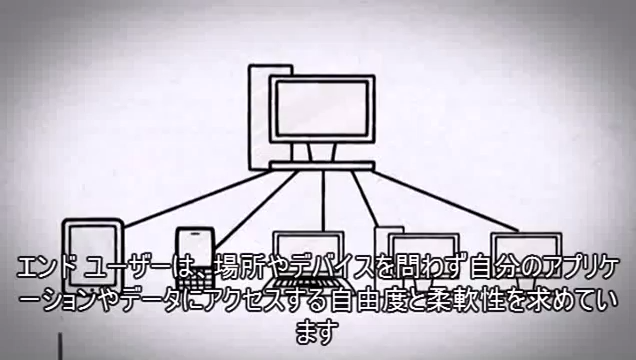 エンド ユーザーは、場所やデバイスを問わず自分のアプリケ
ーションやデータにアクセスする自由度と柔軟性を求めてい
ます